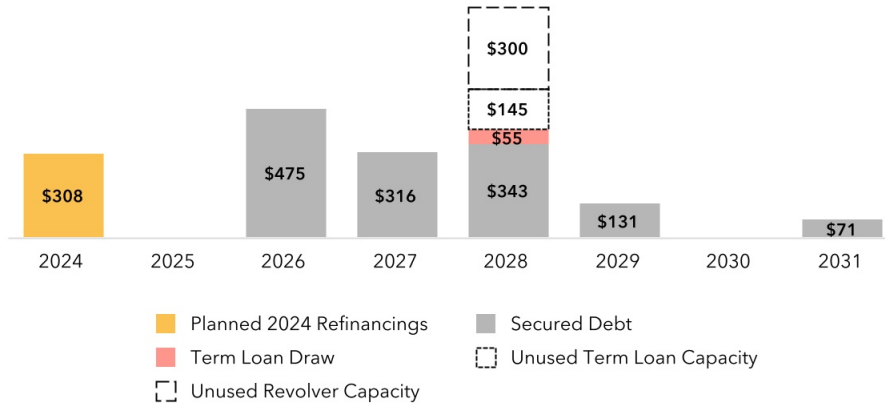 $300
$145
$55
$475
$308
$316
$343
$131
$71
2024 2025 2026 2027 2028 2029 2030 2031
Planned 2024 Refinancings Secured Debt
Term Loan Draw Unused Term Loan Capacity
Unused Revolver Capacity